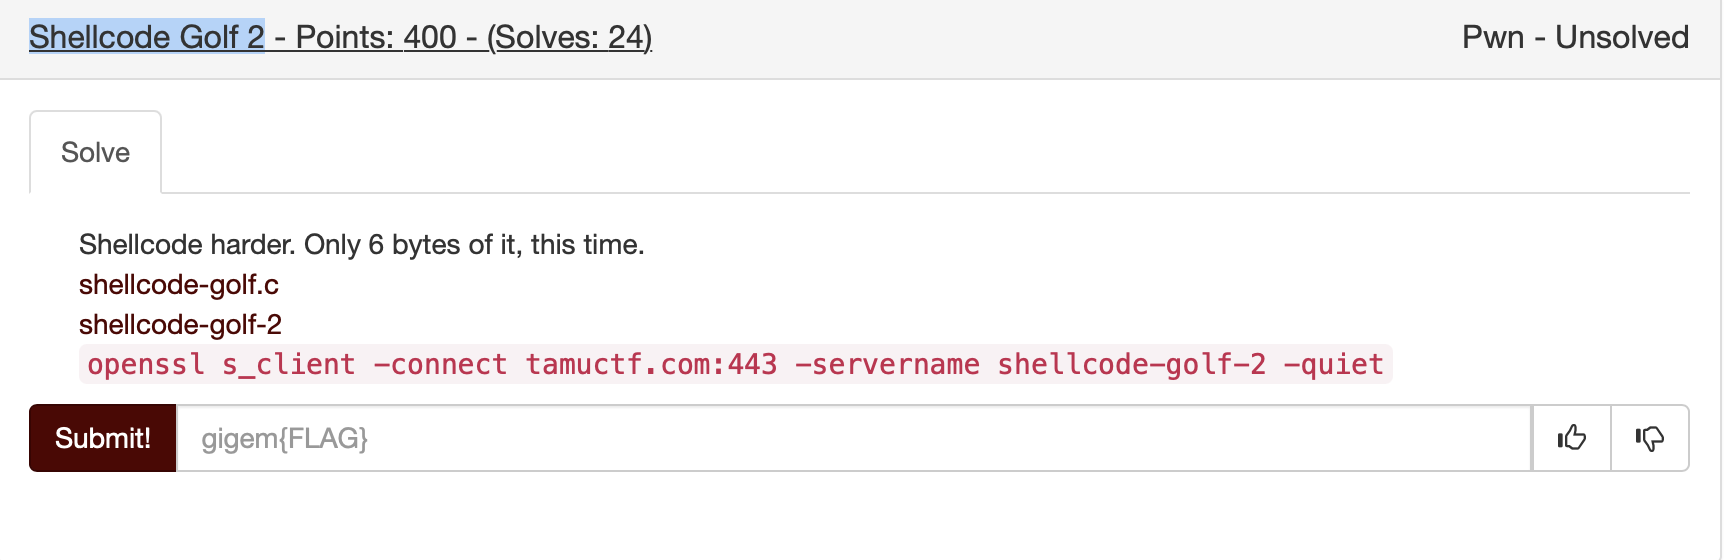 Shellcode Golf 2 - Points: 400 - (Solves: 24)
Pwn - Unsolved
Solve
Shellcode harder. Only 6 bytes of it, this time.
shellcode-golf.c
shellcode-golf-2
openssl s_client -connect tamuctf.com:443 -servername shellcode-golf-2 -quiet
Submit!
gigem{FLAG}